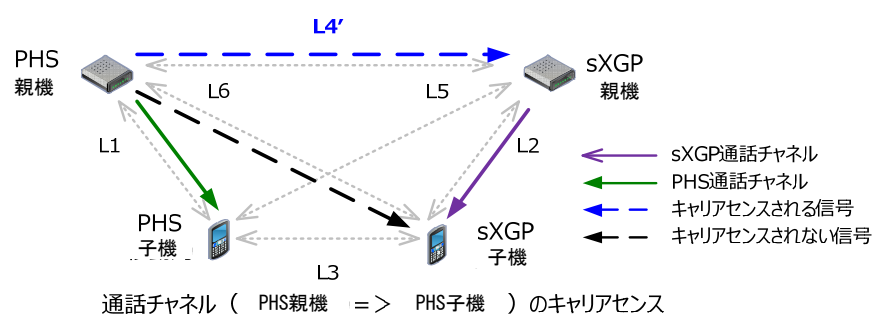 L4′
PHS
親機
sXGP
親機
L6
L5
L1
L2
sXGP通話チャネル
PHS通話チャネル
キャリアセンスされる信号
キャリアセンスされない信号
PHS
子機
sXGP
子機
L3
通話チャネル（ PHS親機 => PHS子機 ）のキャリアセンス